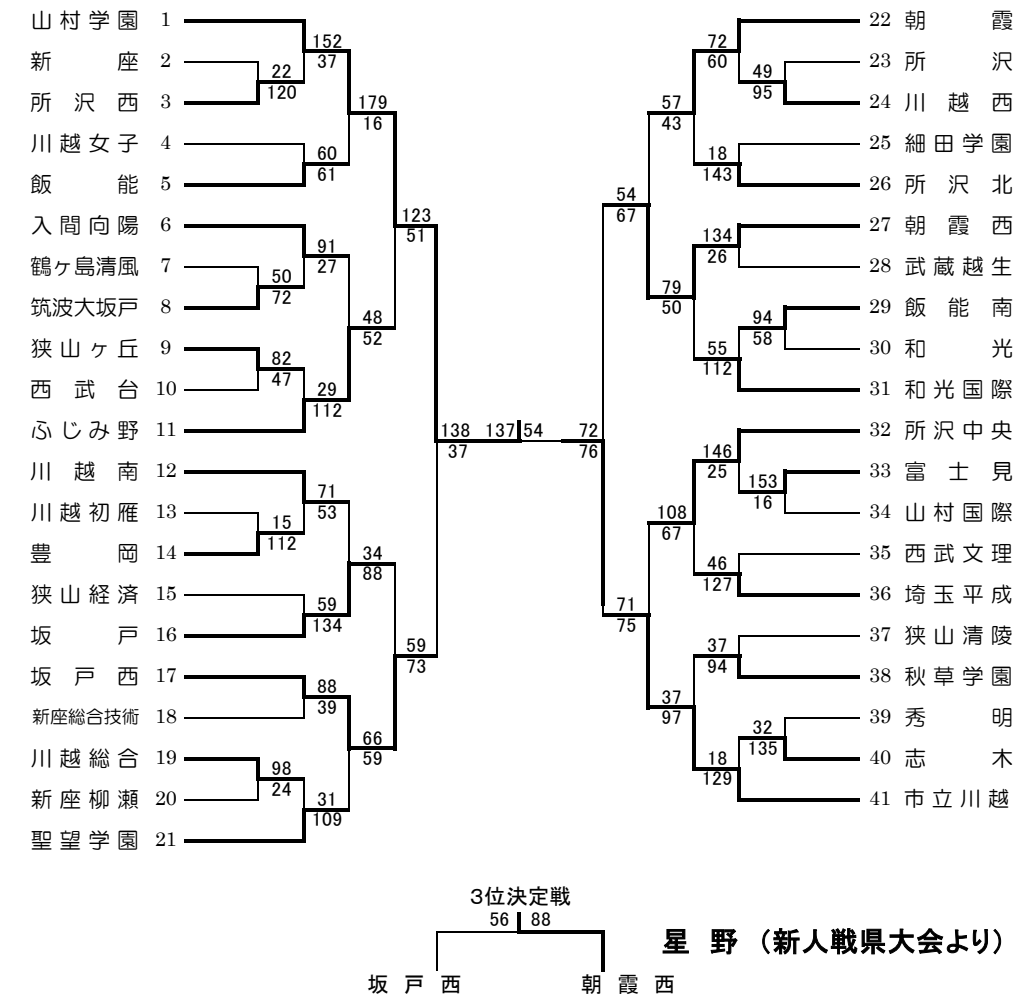 山村学園 1
新座 2
所沢西 3
川越女子 4
飯能 5
入間向陽 6
鶴ヶ島清風 7
筑波大坂戸 8
狭山ヶ丘 9
西武台 10
ふじみ野 11
川越南 12
川越初雁 13
豊岡 14
狭山経済 15
坂戸 16
坂戸西 17
新座総合技術 18
川越総合 19
新座柳瀬 20
聖望学園 21
152
37
22
120
179
16
60
61
123
51
91
27
50
72
48
52
82
47
29
112
138
37
71
53
15
112
34
88
59
134
59
73
88
39
66
59
98
24
31
109
137 54
72
76
72
60
49
95
57
43
18
143
54
67
134
26
79
50
94
58
55
112
146
25
153
16
108
67
46
127
71
75
37
94
37
97
32
135
18
129
22 朝霞
23 所沢
24 川越西
25 細田学園
26 所沢北
27 朝霞西
28 武蔵越生
29 飯能南
30 和光
31 和光国際
32 所沢中央
33 富士見
34 山村国際
35 西武文理
36 埼玉平成
37 狭山清陵
38 秋草学園
39 秀明
40 志木
41 市立川越
3位決定戦
56 88
坂戸西 朝霞西
星野（新人戦県大会より）